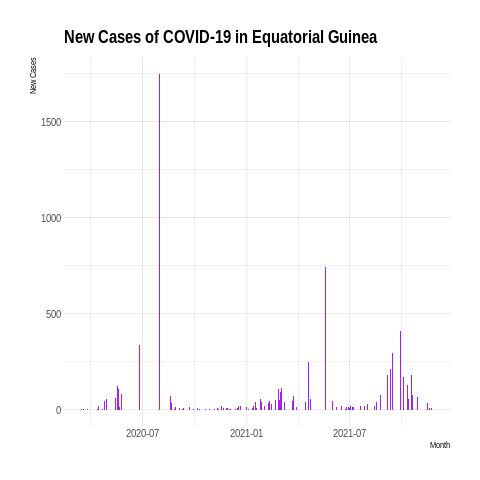 New Cases of COVID-19 in Equatorial Guinea
New Cases
1500
1000
500
0
2020-07 2021-01 2021-07
Month